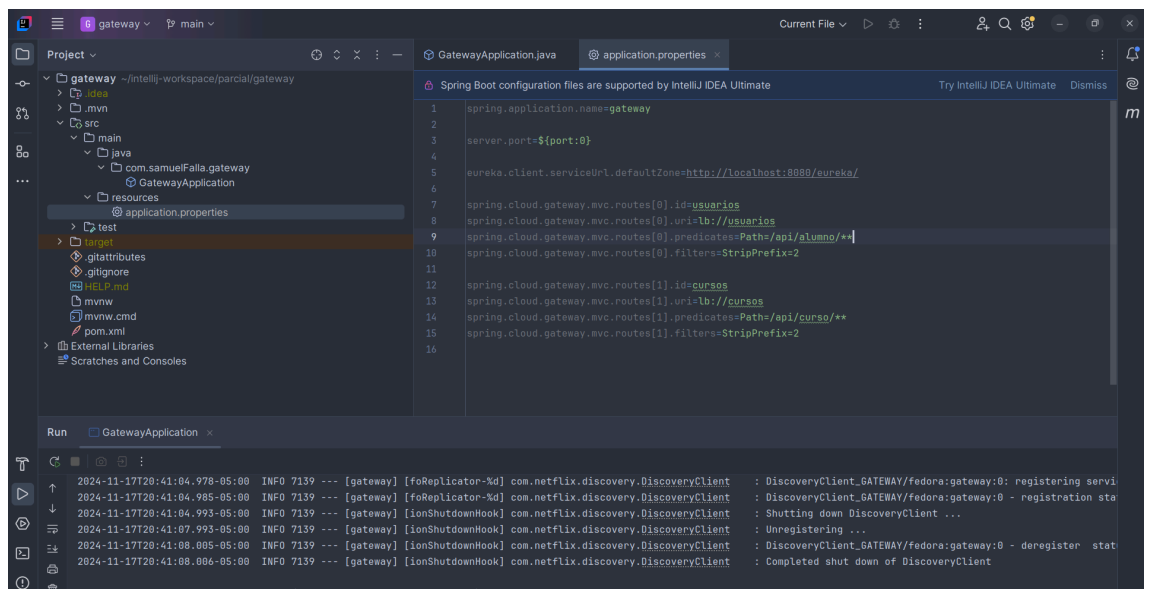 G gateway main Current File
Project
GatewayApplication.java application.properties
gateway ~/intellij-workspace/parcial/gateway
.idea
.mvn
src
main
java
com.samuelFalla.gateway
GatewayApplication
resources
application.properties
test
target
.gitattributes
.gitignore
HELP.md
mvnw
mvnw.cmd
pom.xml
External Libraries
Scratches and Consoles
Spring Boot configuration files are supported by IntelliJ IDEA Ultimate Try IntelliJ IDEA Ultimate Dismiss
1 spring.application.name=gateway
2
3 server.port=${port:0}
4
5 eureka.client.serviceUrl.defaultZone=http://localhost:8080/eureka/
6
7 spring.cloud.gateway.mvc.routes[0].id=usuarios
8 spring.cloud.gateway.mvc.routes[0].uri=lb://usuarios
9 spring.cloud.gateway.mvc.routes[0].predicates=Path=/api/alumno/**
10 spring.cloud.gateway.mvc.routes[0].filters=StripPrefix=2
11
12 spring.cloud.gateway.mvc.routes[1].id=cursos
13 spring.cloud.gateway.mvc.routes[1].uri=lb://cursos
14 spring.cloud.gateway.mvc.routes[1].predicates=Path=/api/curso/**
15 spring.cloud.gateway.mvc.routes[1].filters=StripPrefix=2
16
m
Run GatewayApplication
2024-11-17T20:41:04.978-05:00 INFO 7139 --- [gateway] [foReplicator-%d] com.netflix.discovery.DiscoveryClient : DiscoveryClient_GATEWAY/fedora:gateway:0: registering servi
2024-11-17T20:41:04.985-05:00 INFO 7139 --- [gateway] [foReplicator-%d] com.netflix.discovery.DiscoveryClient : DiscoveryClient_GATEWAY/fedora:gateway:0 - registration sta
2024-11-17T20:41:04.993-05:00 INFO 7139 --- [gateway] [ionShutdownHook] com.netflix.discovery.DiscoveryClient : Shutting down DiscoveryClient ...
2024-11-17T20:41:07.993-05:00 INFO 7139 --- [gateway] [ionShutdownHook] com.netflix.discovery.DiscoveryClient : Unregistering ...
2024-11-17T20:41:08.005-05:00 INFO 7139 --- [gateway] [ionShutdownHook] com.netflix.discovery.DiscoveryClient : DiscoveryClient_GATEWAY/fedora:gateway:0 - deregister stat
2024-11-17T20:41:08.006-05:00 INFO 7139 --- [gateway] [ionShutdownHook] com.netflix.discovery.DiscoveryClient : Completed shut down of DiscoveryClient